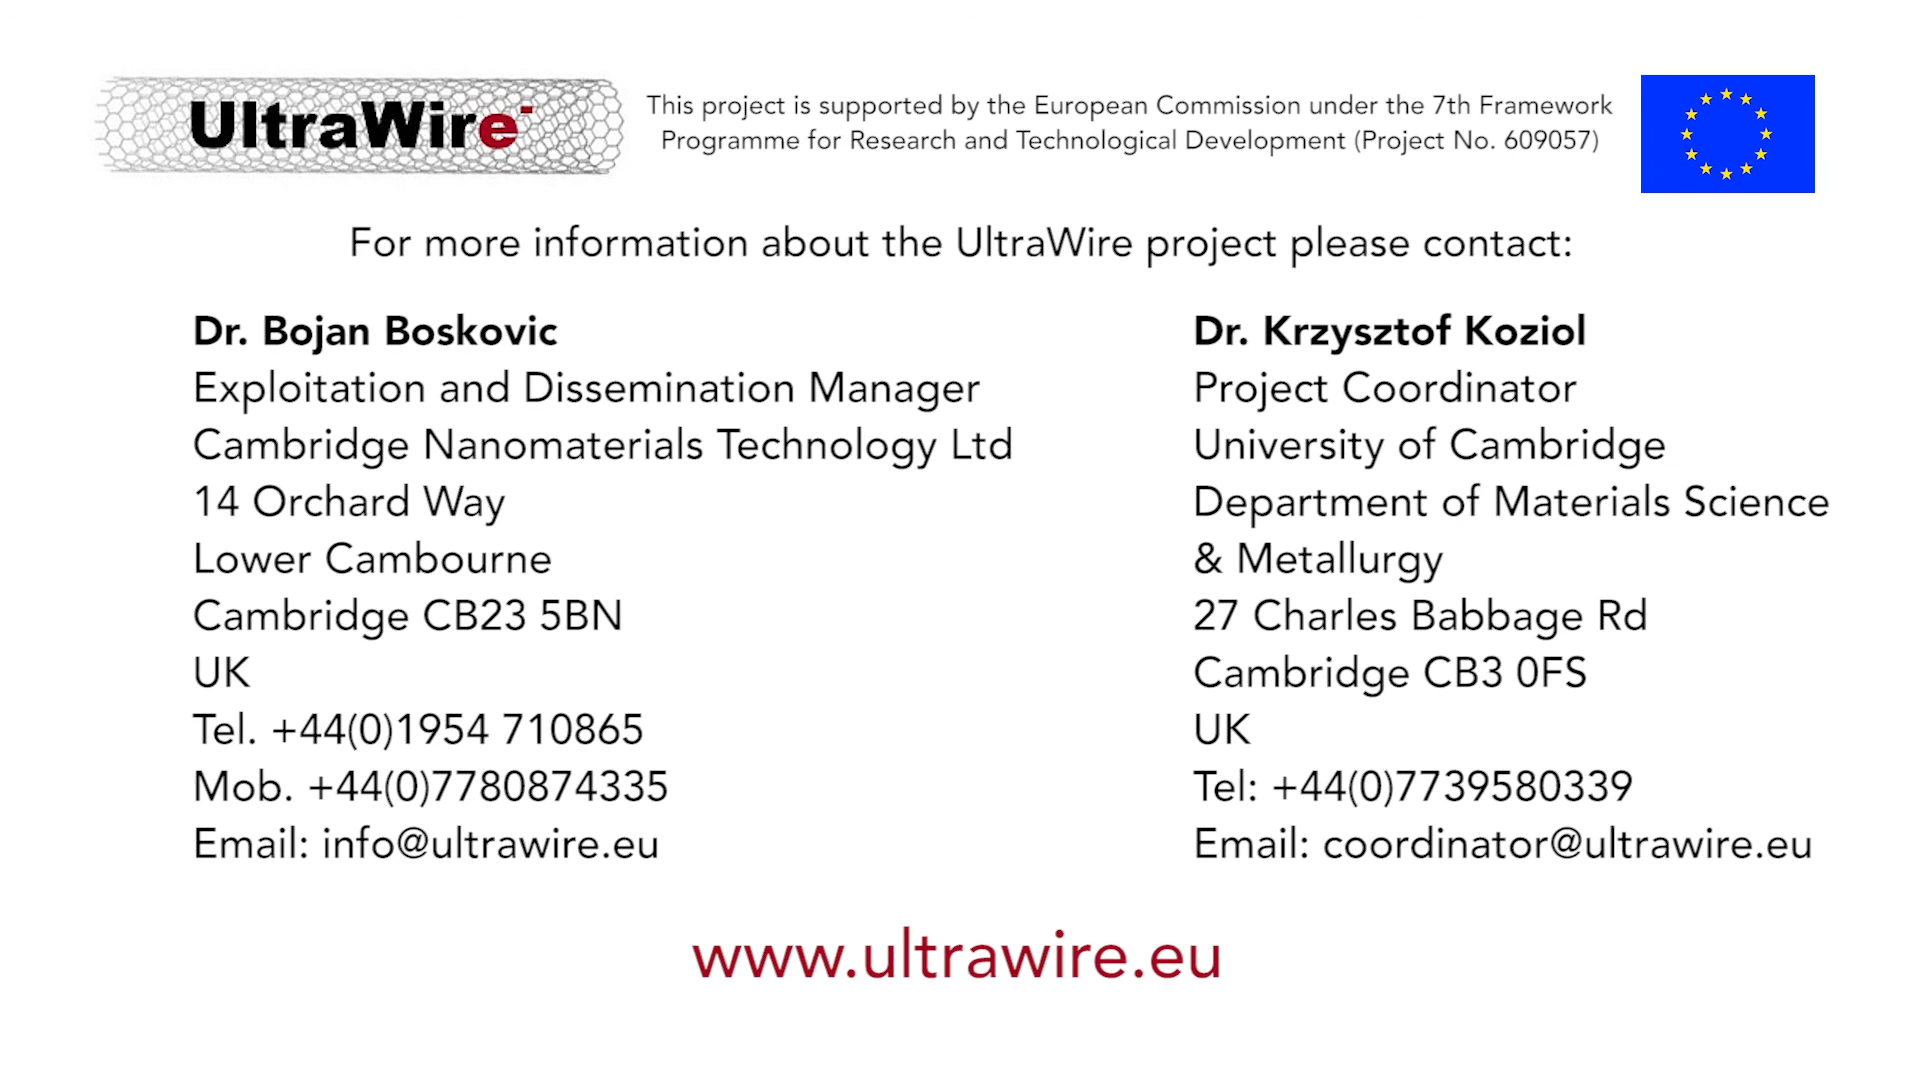 UltraWire-
This project is supported by the European Commission under the 7th Framework
Programme for Research and Technological Development (Project No. 609057)
For more information about the UltraWire project please contact:
Dr. Bojan Boskovic
Exploitation and Dissemination Manager
Cambridge Nanomaterials Technology Ltd
14 Orchard Way
Lower Cambourne
Cambridge CB23 5BN
UK
Tel. +44(0)1954 710865
Mob. +44(0)7780874335
Email: info@ultrawire.eu
Dr. Krzysztof Koziol
Project Coordinator
University of Cambridge
Department of Materials Science
& Metallurgy
27 Charles Babbage Rd
Cambridge CB3 0FS
UK
Tel: +44(0)7739580339
Email: coordinator@ultrawire.eu
www.ultrawire.eu